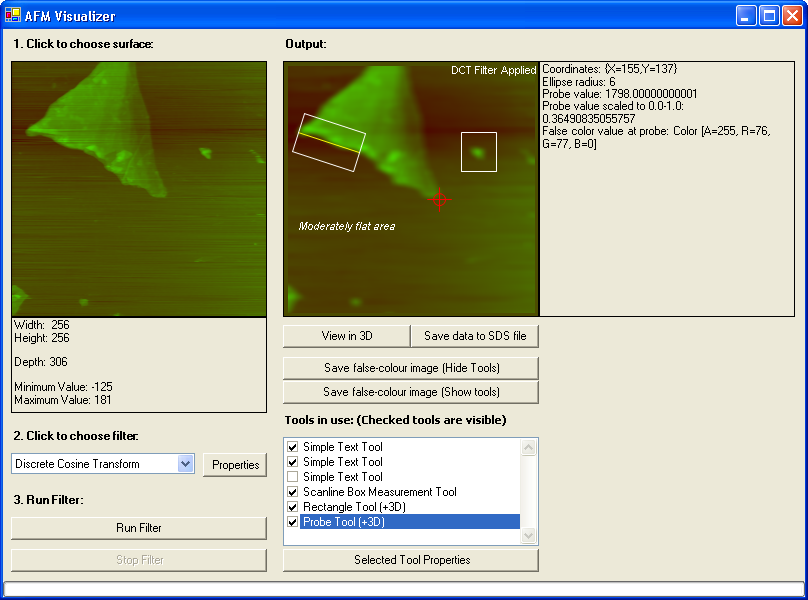 AFM Visualizer
1. Click to choose surface:
Width: 256
Height: 256
Depth: 306
Minimum Value: -125
Maximum Value: 181
2. Click to choose filter:
Discrete Cosine Transform
Properties
3. Run Filter:
Run Filter
Stop Filter
Output:
DCT Filter Applied
Moderately flat area
Coordinates: {X=155,Y=137}
Ellipse radius: 6
Probe value: 1798.00000000001
Probe value scaled to 0.0-1.0:
0.36490835055757
False color value at probe: Color [A=255, R=76,
G=77, B=0]
View in 3D
Save data to SDS file
Save false-colour image (Hide Tools)
Save false-colour image (Show tools)
Tools in use: (Checked tools are visible)
Simple Text Tool
Simple Text Tool
Simple Text Tool
Scanline Box Measurement Tool
Rectangle Tool (+3D)
Probe Tool (+3D)
Selected Tool Properties